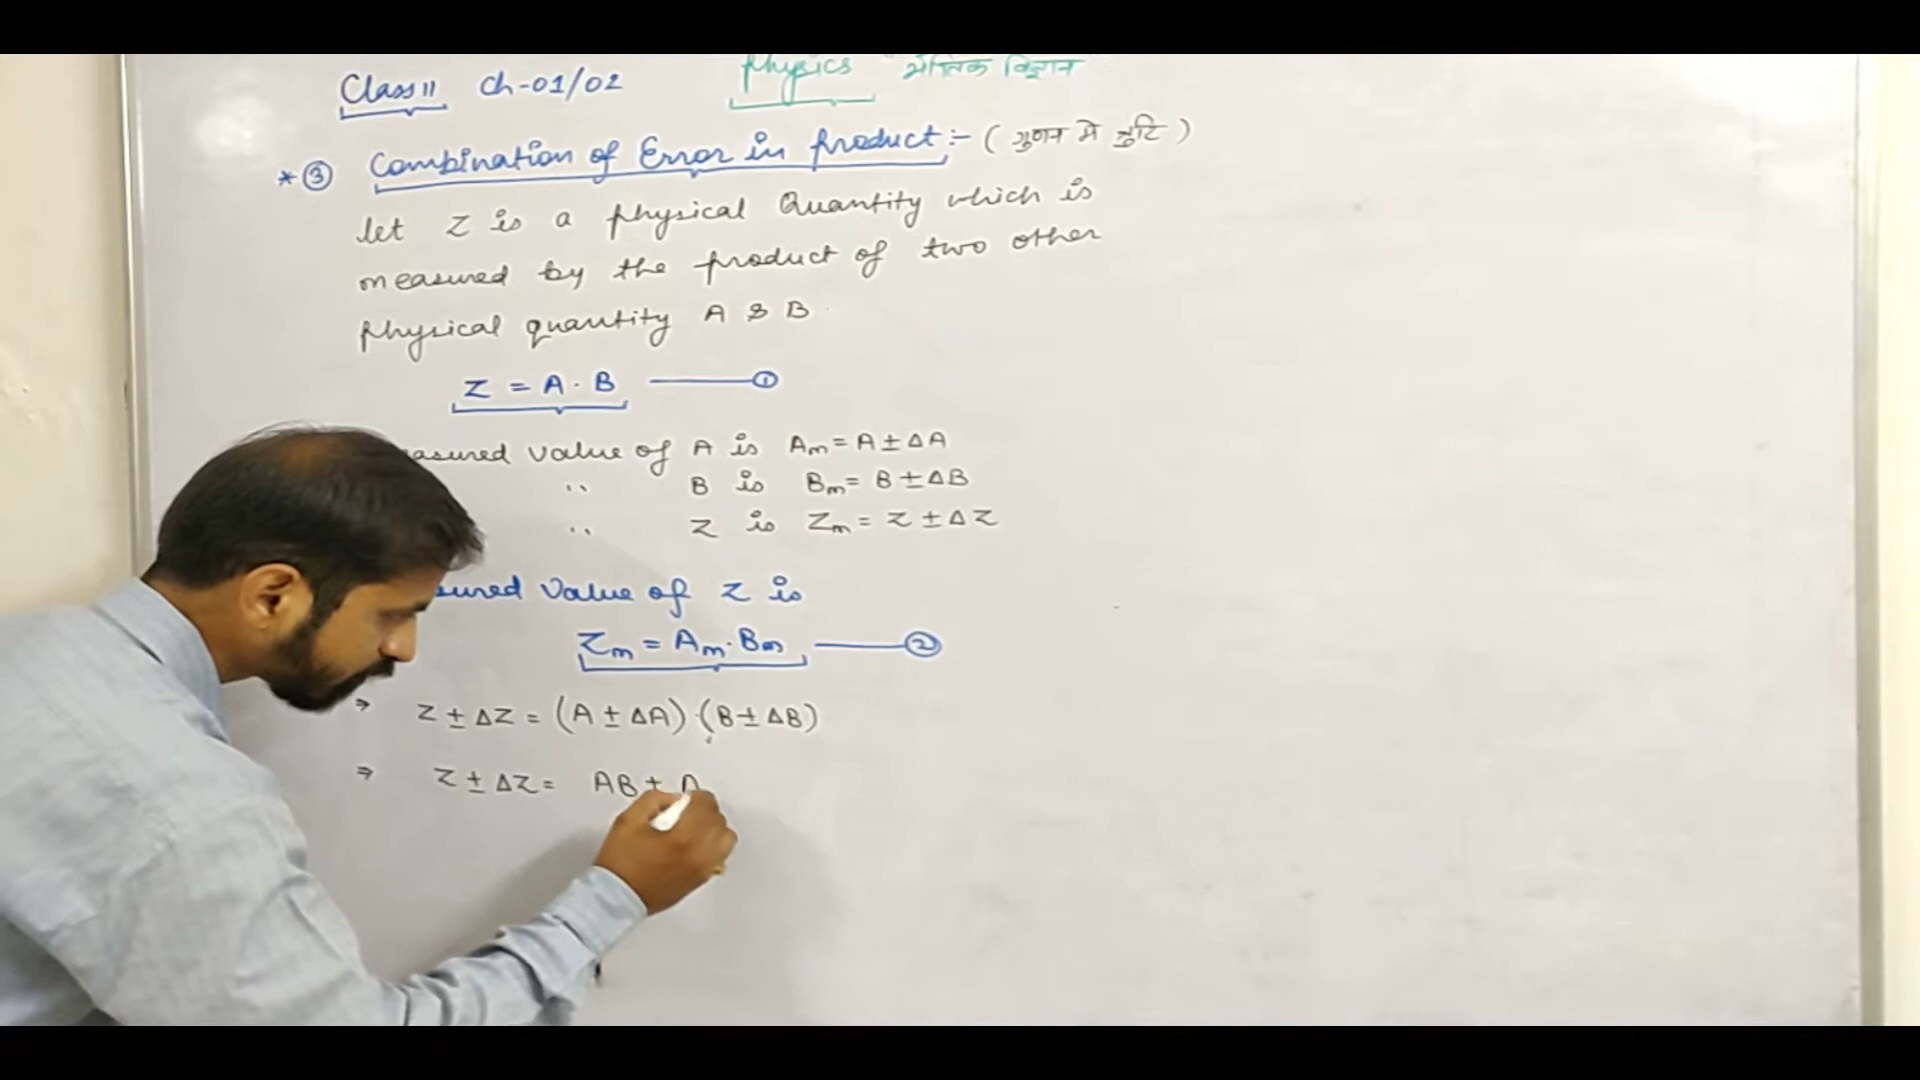 Class 11 Ch-01/02 Physics भौतिक विज्ञान
* ③ Combination of Error in product :- ( गुणन मे त्रुटि )
let Z is a physical Quantity which is
measured by the product of two other
physical quantity A & B.
Z = A · B ——— ①
asured value of A is Am = A ± ΔA
" B is Bm = B ± ΔB
" Z is Zm = Z ± ΔZ
sured value of Z is
Zm = Am · Bm ——— ②
⇒ Z ± ΔZ = (A ± ΔA) · (B ± ΔB)
⇒ Z ± ΔZ = AB ±